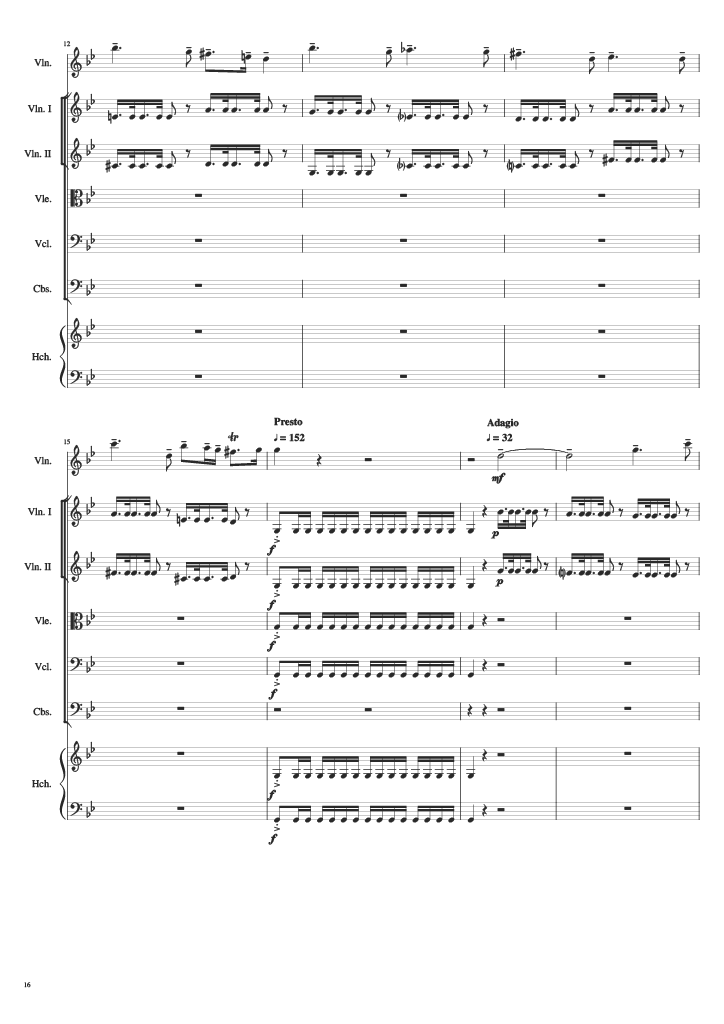 12
Vln.
Vln. I
Vln. II
Vle.
Vcl.
Cbs.
Hch.
15
Presto
♩ = 152
Adagio
♩ = 32
Vln.
mf
Vln. I
f
p
Vln. II
f
p
Vle.
f
Vcl.
f
Cbs.
Hch.
f
f
16